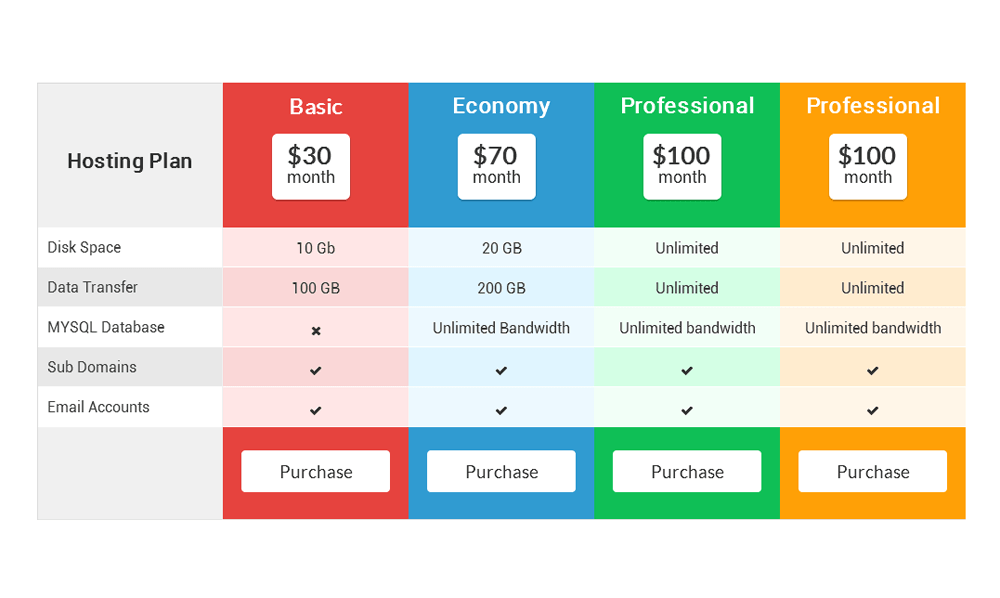 Hosting Plan
Basic
$30
month
Economy
$70
month
Professional
$100
month
Professional
$100
month
Disk Space 10 Gb 20 GB Unlimited Unlimited
Data Transfer 100 GB 200 GB Unlimited Unlimited
MYSQL Database Unlimited Bandwidth Unlimited bandwidth Unlimited bandwidth
Sub Domains
Email Accounts
Purchase Purchase Purchase Purchase